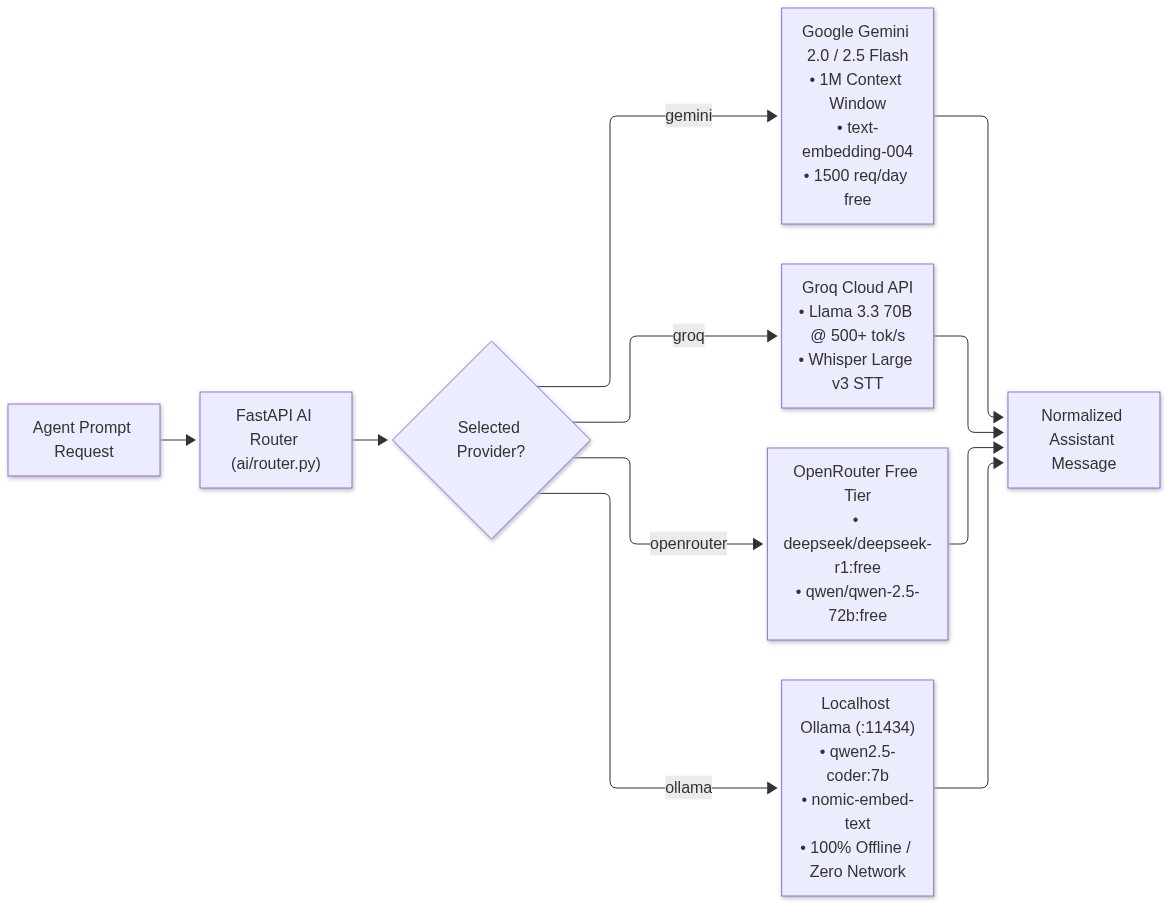 Agent Prompt
Request
FastAPI AI
Router
(ai/router.py)
Selected
Provider?
gemini
groq
openrouter
ollama
Google Gemini
2.0 / 2.5 Flash
• 1M Context
Window
• text-
embedding-004
• 1500 req/day
free
Groq Cloud API
• Llama 3.3 70B
@ 500+ tok/s
• Whisper Large
v3 STT
OpenRouter Free
Tier
•
deepseek/deepseek-
r1:free
• qwen/qwen-2.5-
72b:free
Localhost
Ollama (:11434)
• qwen2.5-
coder:7b
• nomic-embed-
text
• 100% Offline /
Zero Network
Normalized
Assistant
Message